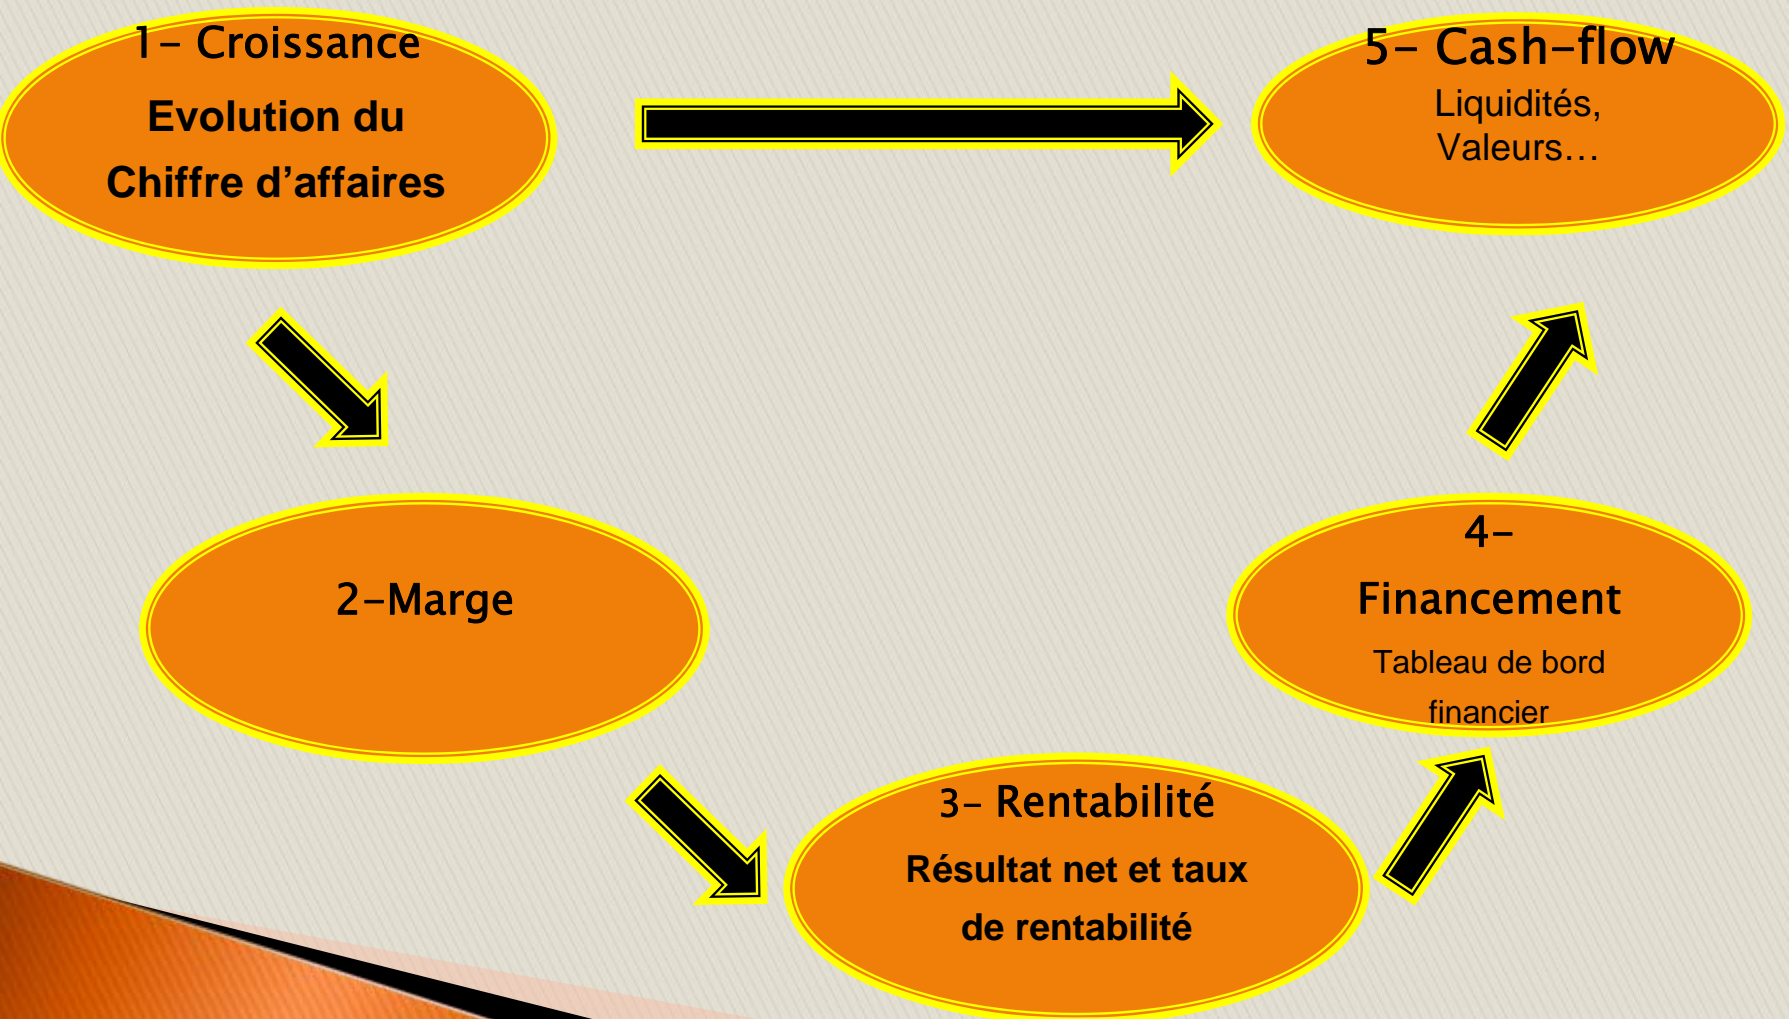 1- Croissance
Evolution du
Chiffre d’affaires
5- Cash-flow
Liquidités,
Valeurs…
2-Marge
4-
Financement
Tableau de bord
financier
3- Rentabilité
Résultat net et taux
de rentabilité